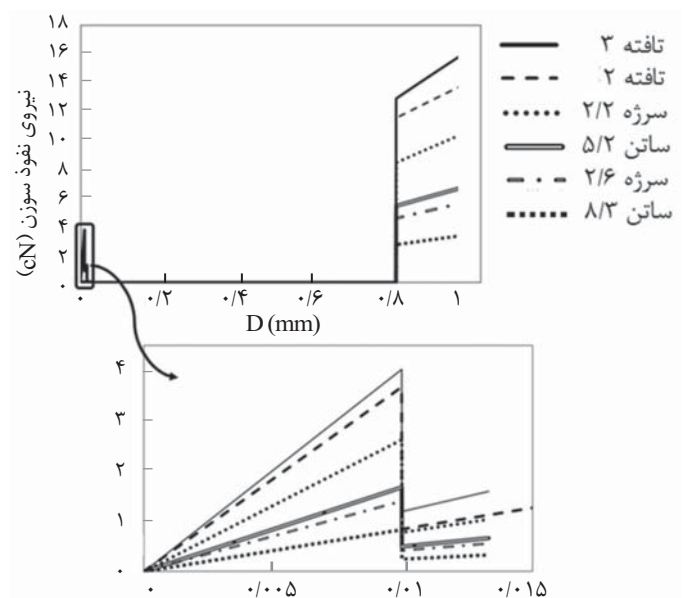 نیروی نفوذ سوزن (cN)
۱۸
۱۶
۱۴
۱۲
۱۰
۸
۶
۴
۲
۰
۰ ۰/۲ ۰/۴ ۰/۶ ۰/۸ ۱
D (mm)
تافته ۳
تافته ۲
سرژه ۲/۲
ساتن ۵/۲
سرژه ۲/۶
ساتن ۸/۳
۴
۳
۲
۱
۰
۰ ۰/۰۰۵ ۰/۰۱ ۰/۰۱۵